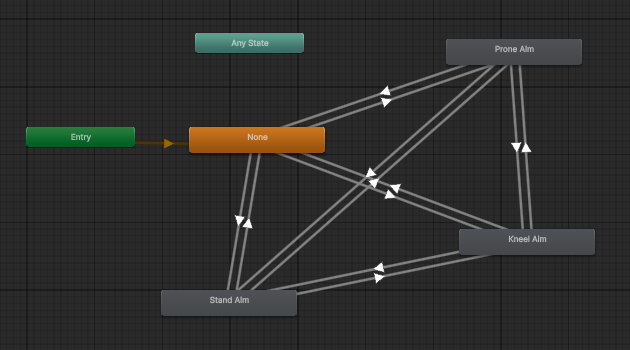 Any State
Prone Aim
Entry
None
Kneel Aim
Stand Aim